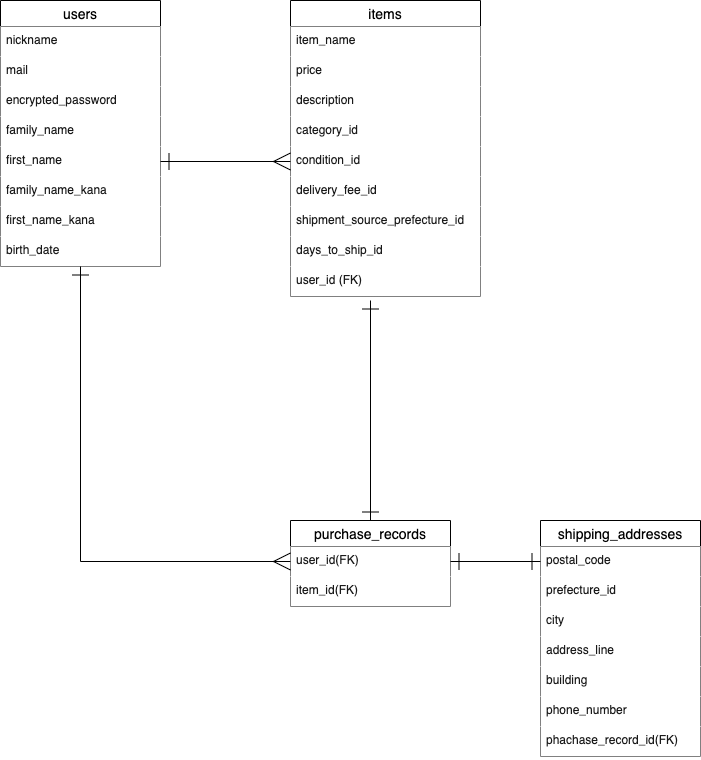 users
nickname
mail
encrypted_password
family_name
first_name
family_name_kana
first_name_kana
birth_date
items
item_name
price
description
category_id
condition_id
delivery_fee_id
shipment_source_prefecture_id
days_to_ship_id
user_id (FK)
purchase_records
user_id(FK)
item_id(FK)
shipping_addresses
postal_code
prefecture_id
city
address_line
building
phone_number
phachase_record_id(FK)